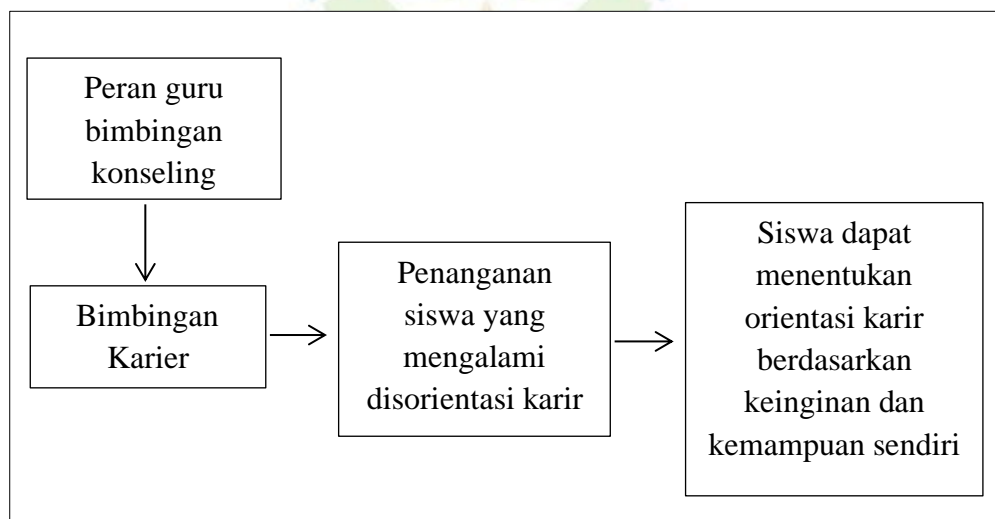 Peran guru
bimbingan
konseling
Bimbingan
Karier
Penanganan
siswa yang
mengalami
disorientasi karir
Siswa dapat
menentukan
orientasi karir
berdasarkan
keinginan dan
kemampuan sendiri